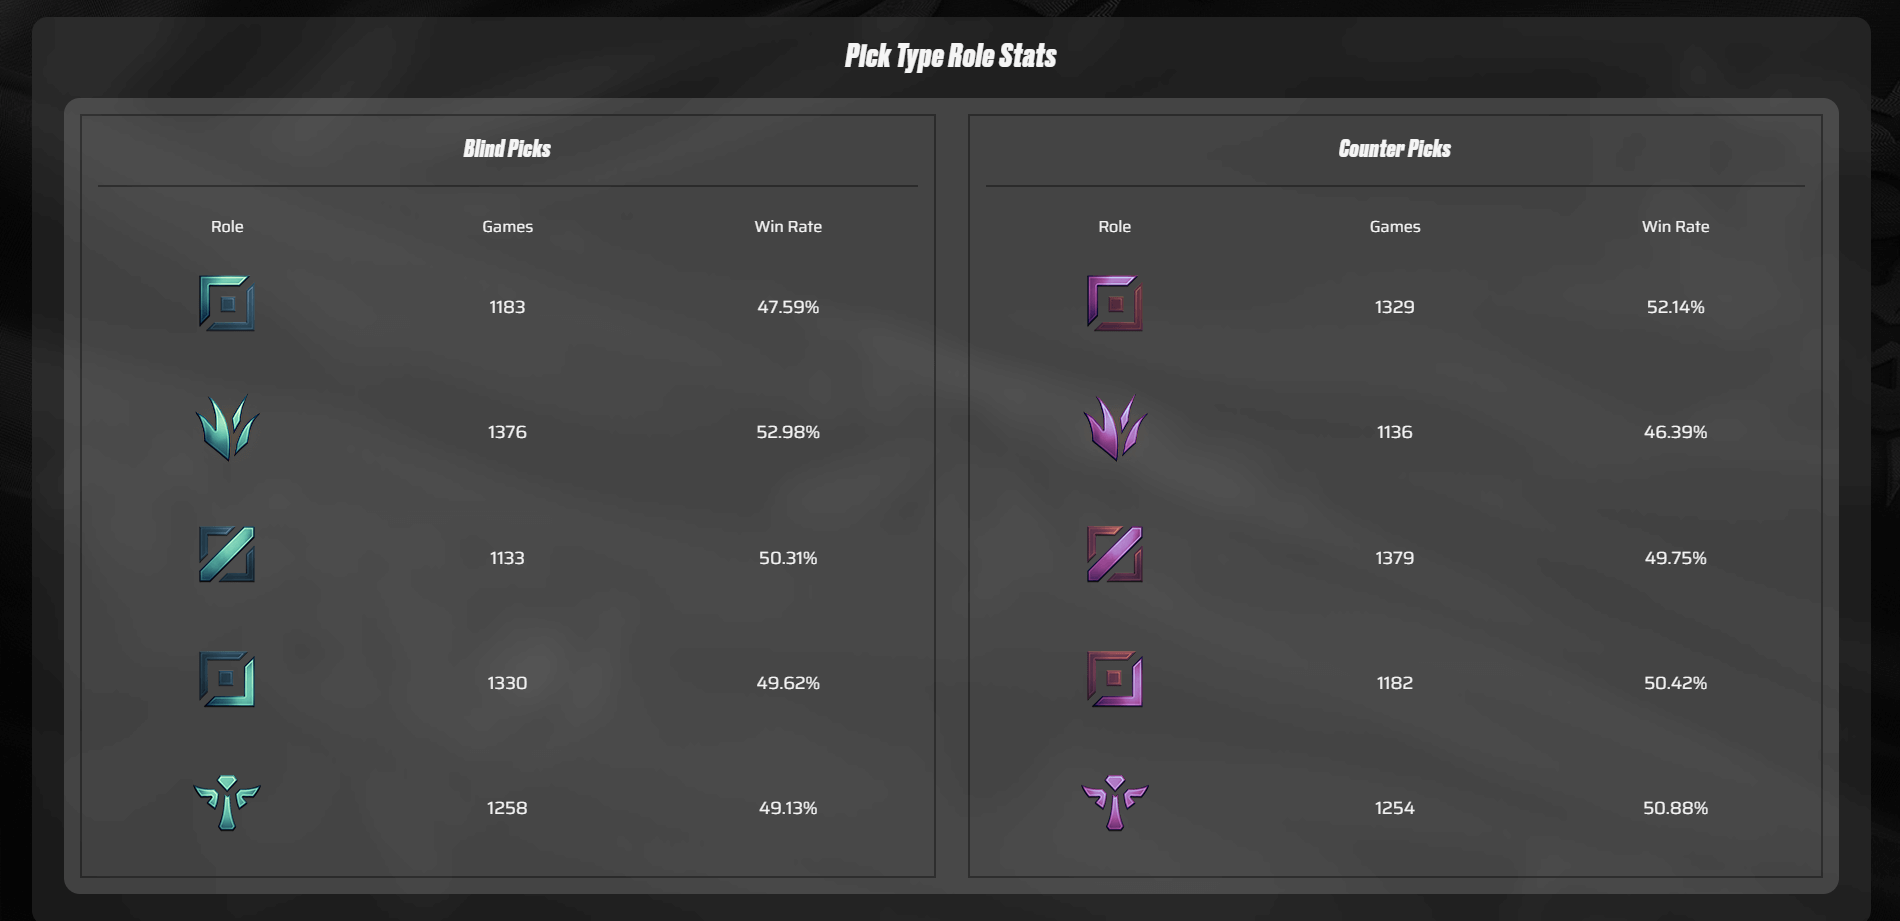 Pick Type Role Stats
Blind Picks
Role Games Win Rate
1183 47.59%
1376 52.98%
1133 50.31%
1330 49.62%
1258 49.13%
Counter Picks
Role Games Win Rate
1329 52.14%
1136 46.39%
1379 49.75%
1182 50.42%
1254 50.88%